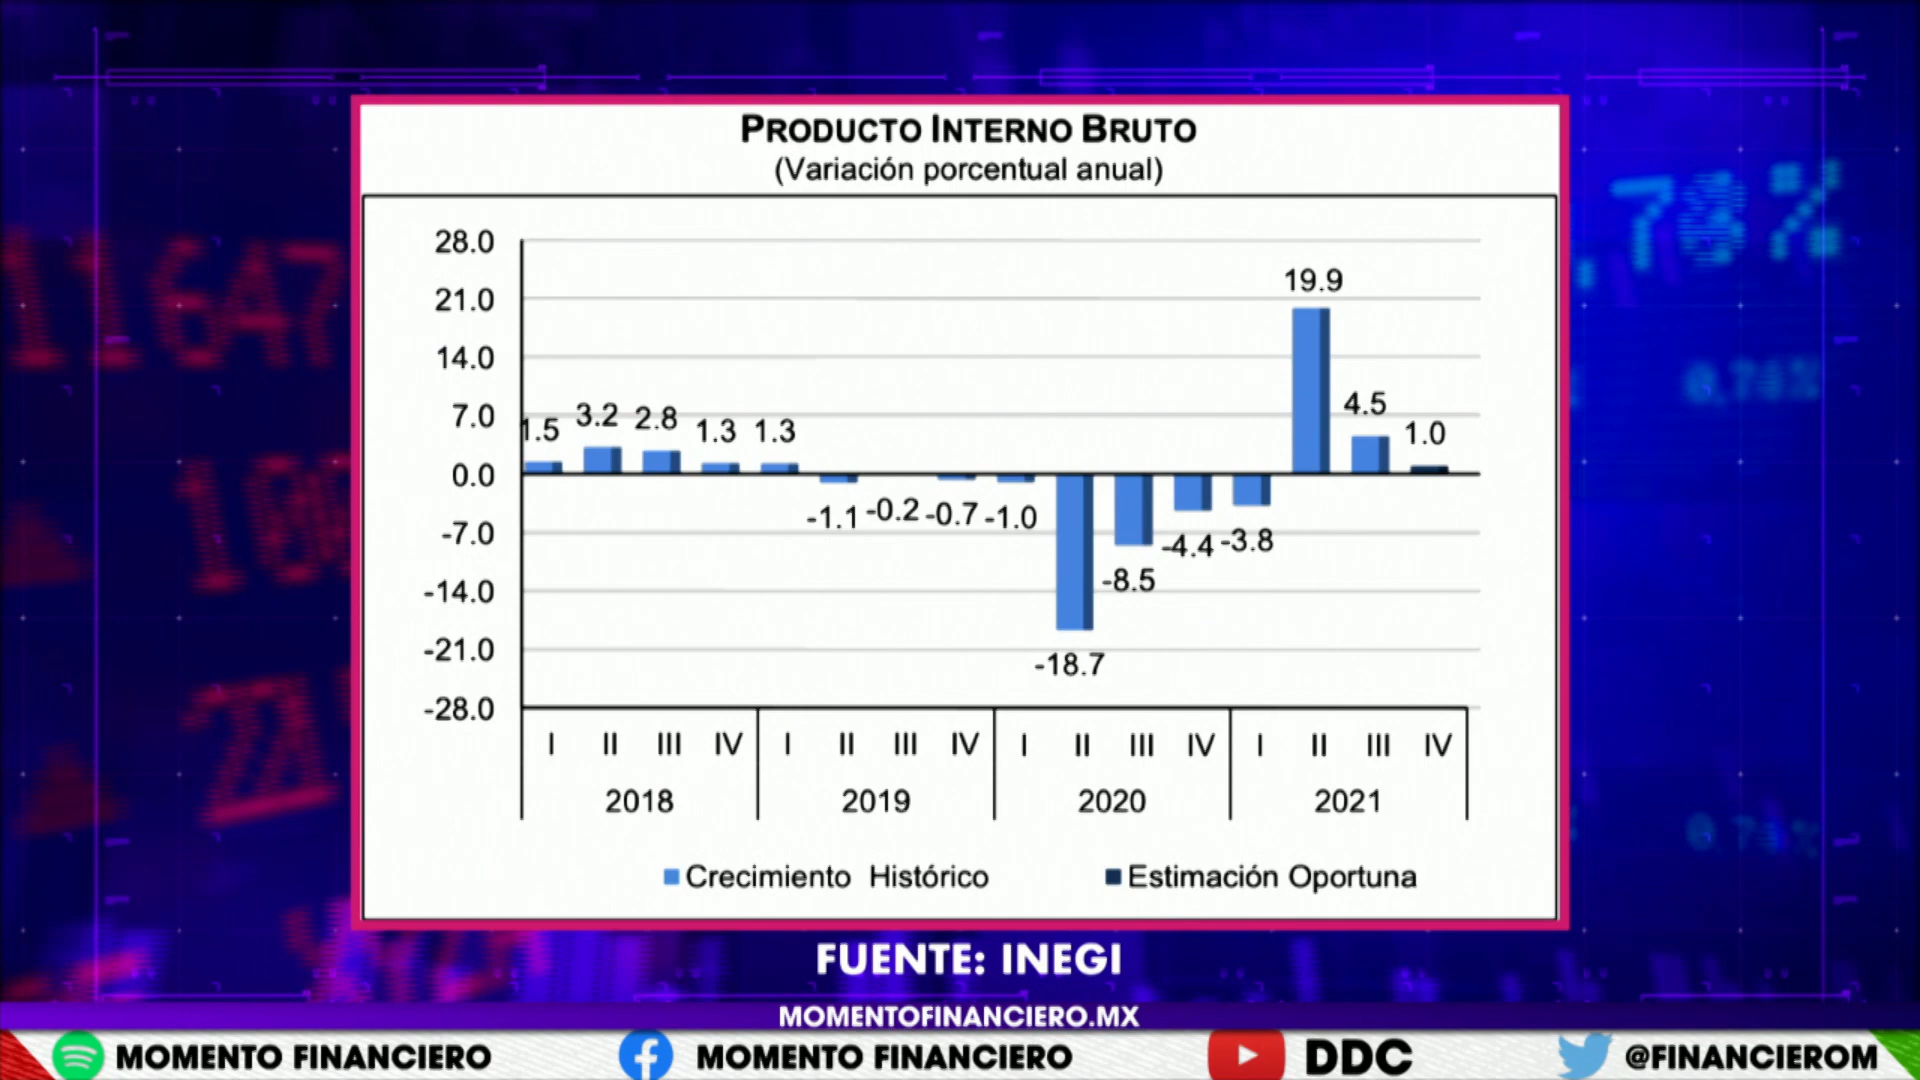 PRODUCTO INTERNO BRUTO
(Variación porcentual anual)
28.0
21.0
14.0
7.0
0.0
-7.0
-14.0
-21.0
-28.0
1.5 3.2 2.8 1.3 1.3 -1.1 -0.2 -0.7 -1.0 -18.7 -8.5 -4.4 -3.8 19.9 4.5 1.0
I II III IV I II III IV I II III IV I II III IV
2018 2019 2020 2021
Crecimiento Histórico Estimación Oportuna
FUENTE: INEGI
MOMENTOFINANCIERO.MX
MOMENTO FINANCIERO MOMENTO FINANCIERO DDC @FINANCIEROM